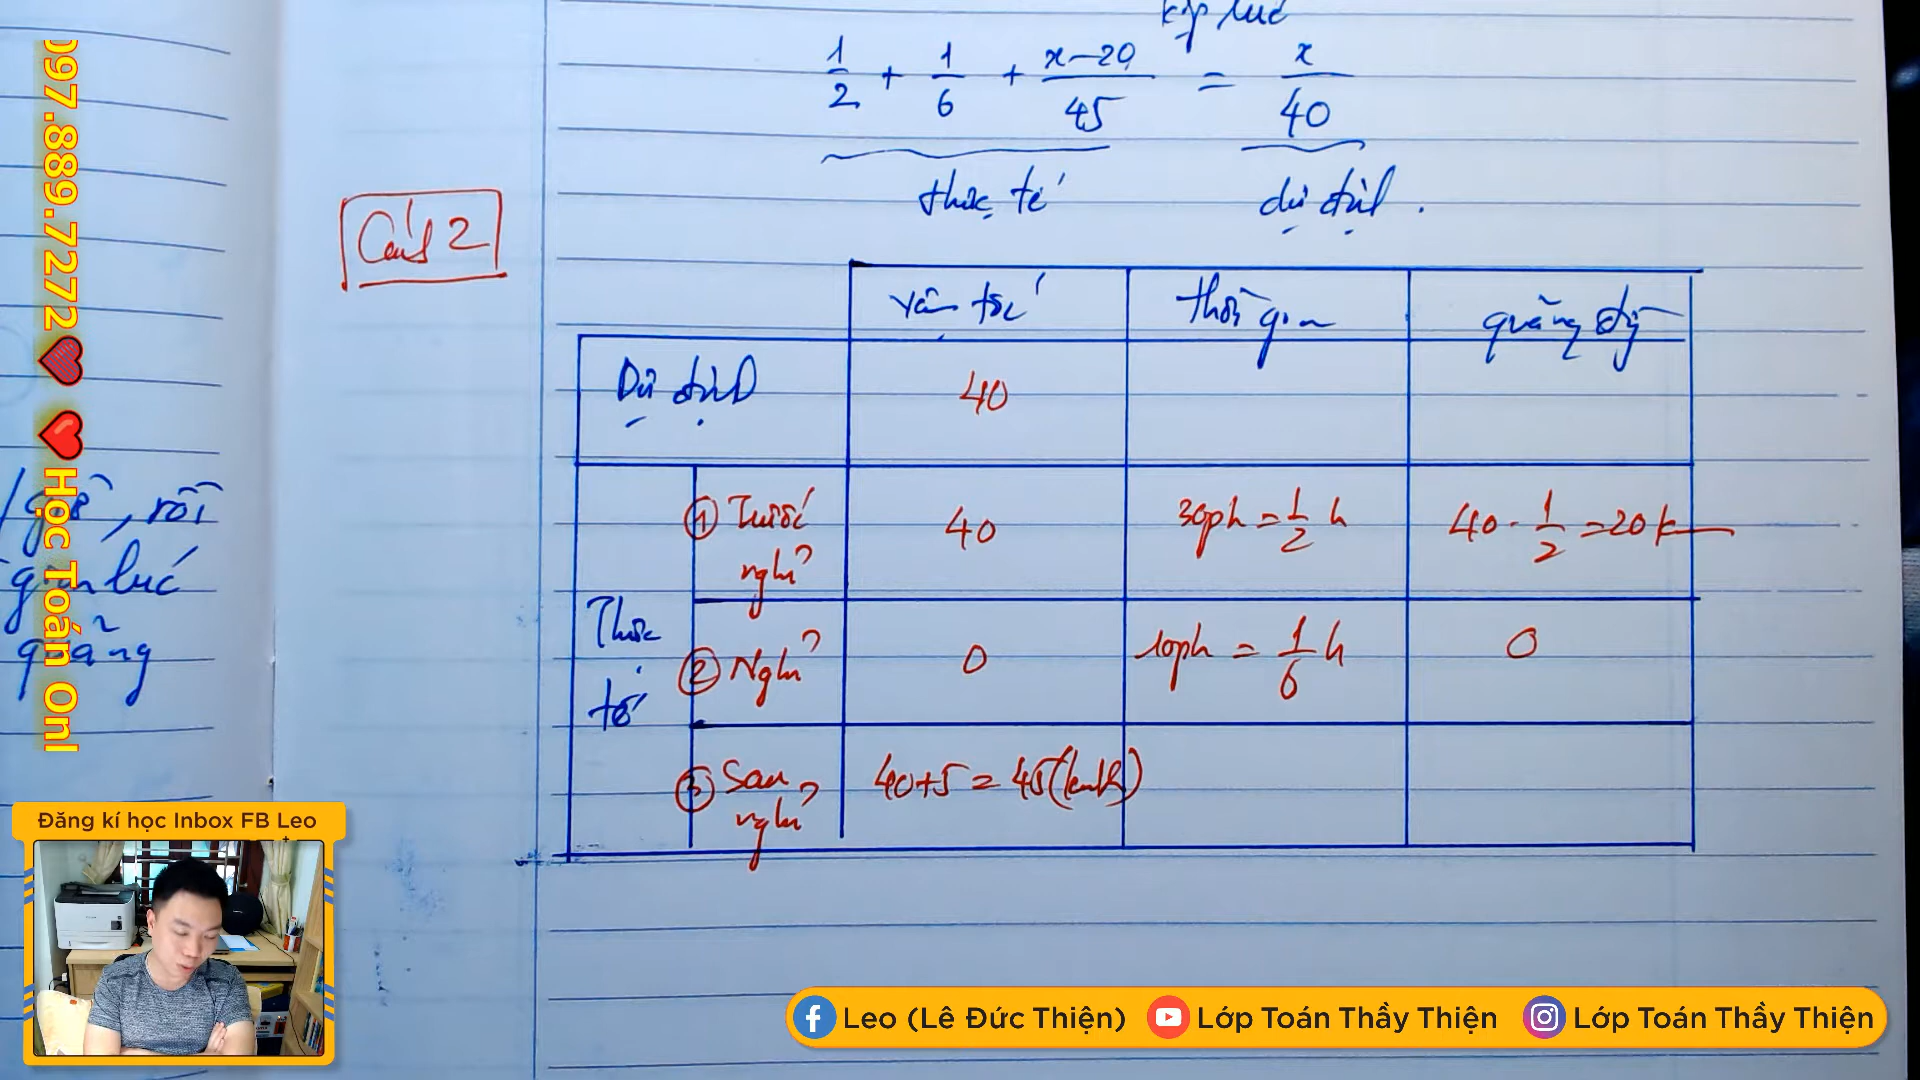 kịp lúc
1/2 + 1/6 + (x-20)/45 = x/40
thực tế dự định.
Cách 2
vận tốc thời gian quãng đg
Dự định 40
① Trước nghỉ 40 30ph = 1/2 h 40 . 1/2 = 20 km
Thực tế
② Nghỉ 0 10ph = 1/6 h 0
③ Sau nghỉ 40+5 = 45(km/h)
giờ, rồi
gian lúc
quãng
097.889.7272 Học Toán Onl
Đăng kí học Inbox FB Leo
Leo (Lê Đức Thiện) Lớp Toán Thầy Thiện Lớp Toán Thầy Thiện